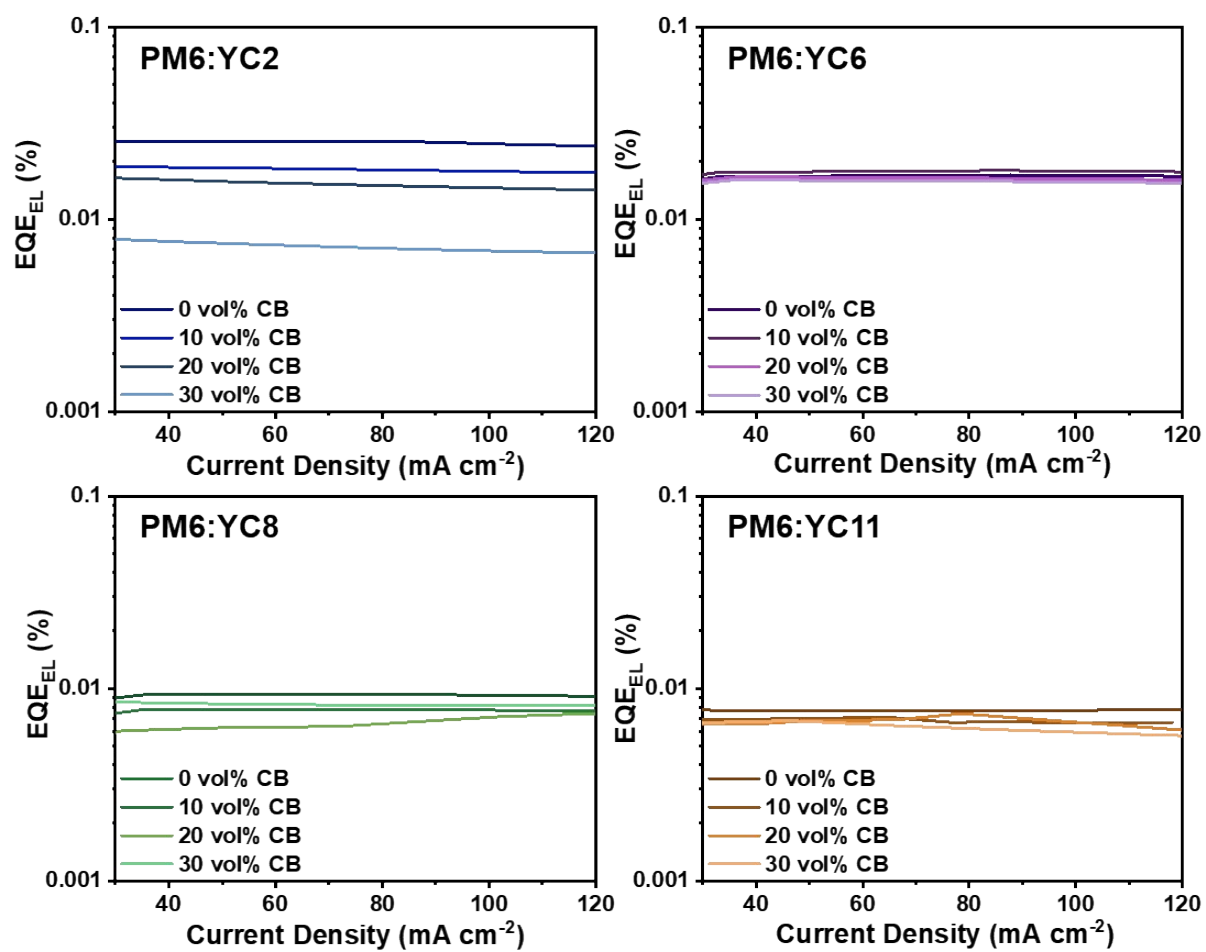 PM6:YC2
EQE_EL (%)
0.1
0.01
0.001
0 vol% CB
10 vol% CB
20 vol% CB
30 vol% CB
40 60 80 100 120
Current Density (mA cm⁻²)
PM6:YC6
EQE_EL (%)
0.1
0.01
0.001
0 vol% CB
10 vol% CB
20 vol% CB
30 vol% CB
40 60 80 100 120
Current Density (mA cm⁻²)
PM6:YC8
EQE_EL (%)
0.1
0.01
0.001
0 vol% CB
10 vol% CB
20 vol% CB
30 vol% CB
40 60 80 100 120
Current Density (mA cm⁻²)
PM6:YC11
EQE_EL (%)
0.1
0.01
0.001
0 vol% CB
10 vol% CB
20 vol% CB
30 vol% CB
40 60 80 100 120
Current Density (mA cm⁻²)